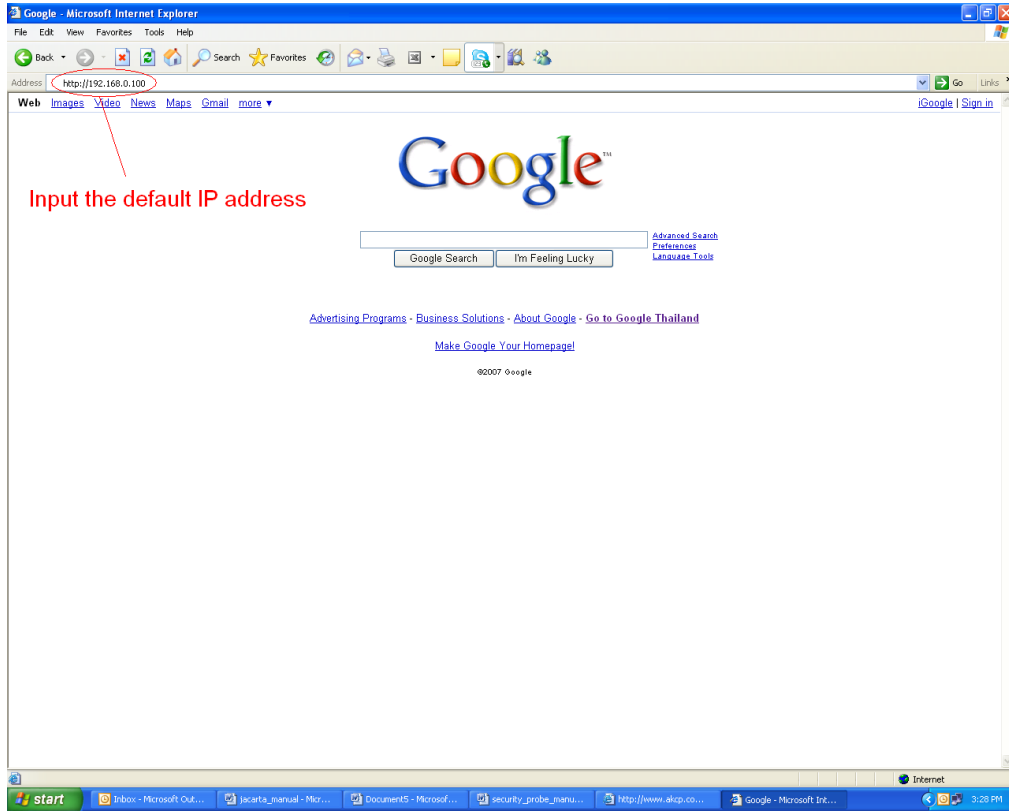 Google - Microsoft Internet Explorer
File Edit View Favorites Tools Help
Back Search Favorites
Address http://192.168.0.100 Go Links
Web Images Video News Maps Gmail more ▼ iGoogle | Sign in
Google™
Input the default IP address
Advanced Search
Preferences
Language Tools
Google Search I'm Feeling Lucky
Advertising Programs - Business Solutions - About Google - Go to Google Thailand
Make Google Your Homepage!
©2007 Google
Internet
start Inbox - Microsoft Out... jacarta_manual - Micr... Document5 - Microsof... security_probe_manu... http://www.akcp.co... Google - Microsoft Int... 3:28 PM